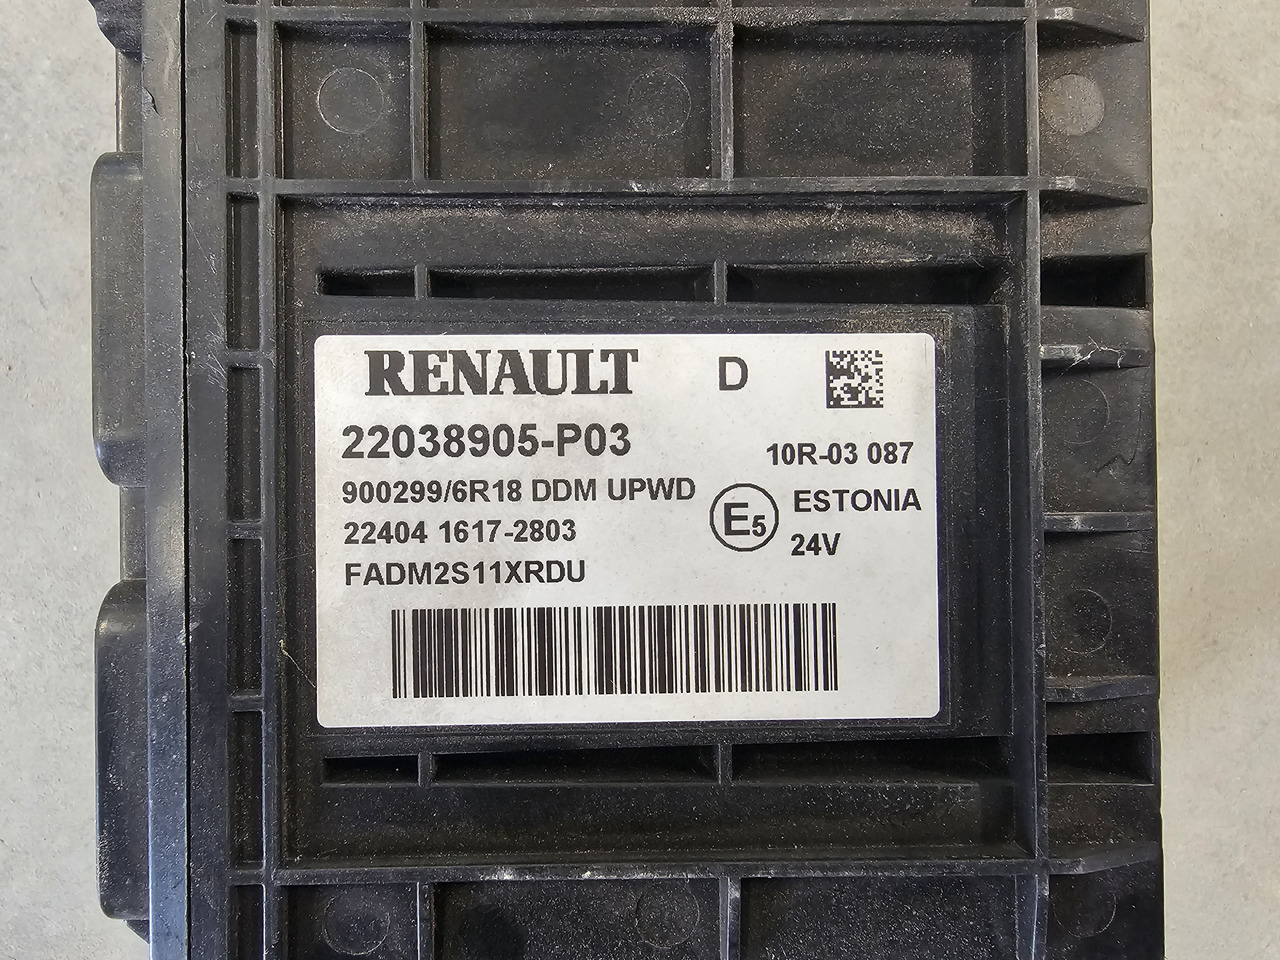 RENAULT D
22038905-P03
10R-03 087
900299/6R18 DDM UPWD
E5 ESTONIA
22404 1617-2803
24V
FADM2S11XRDU